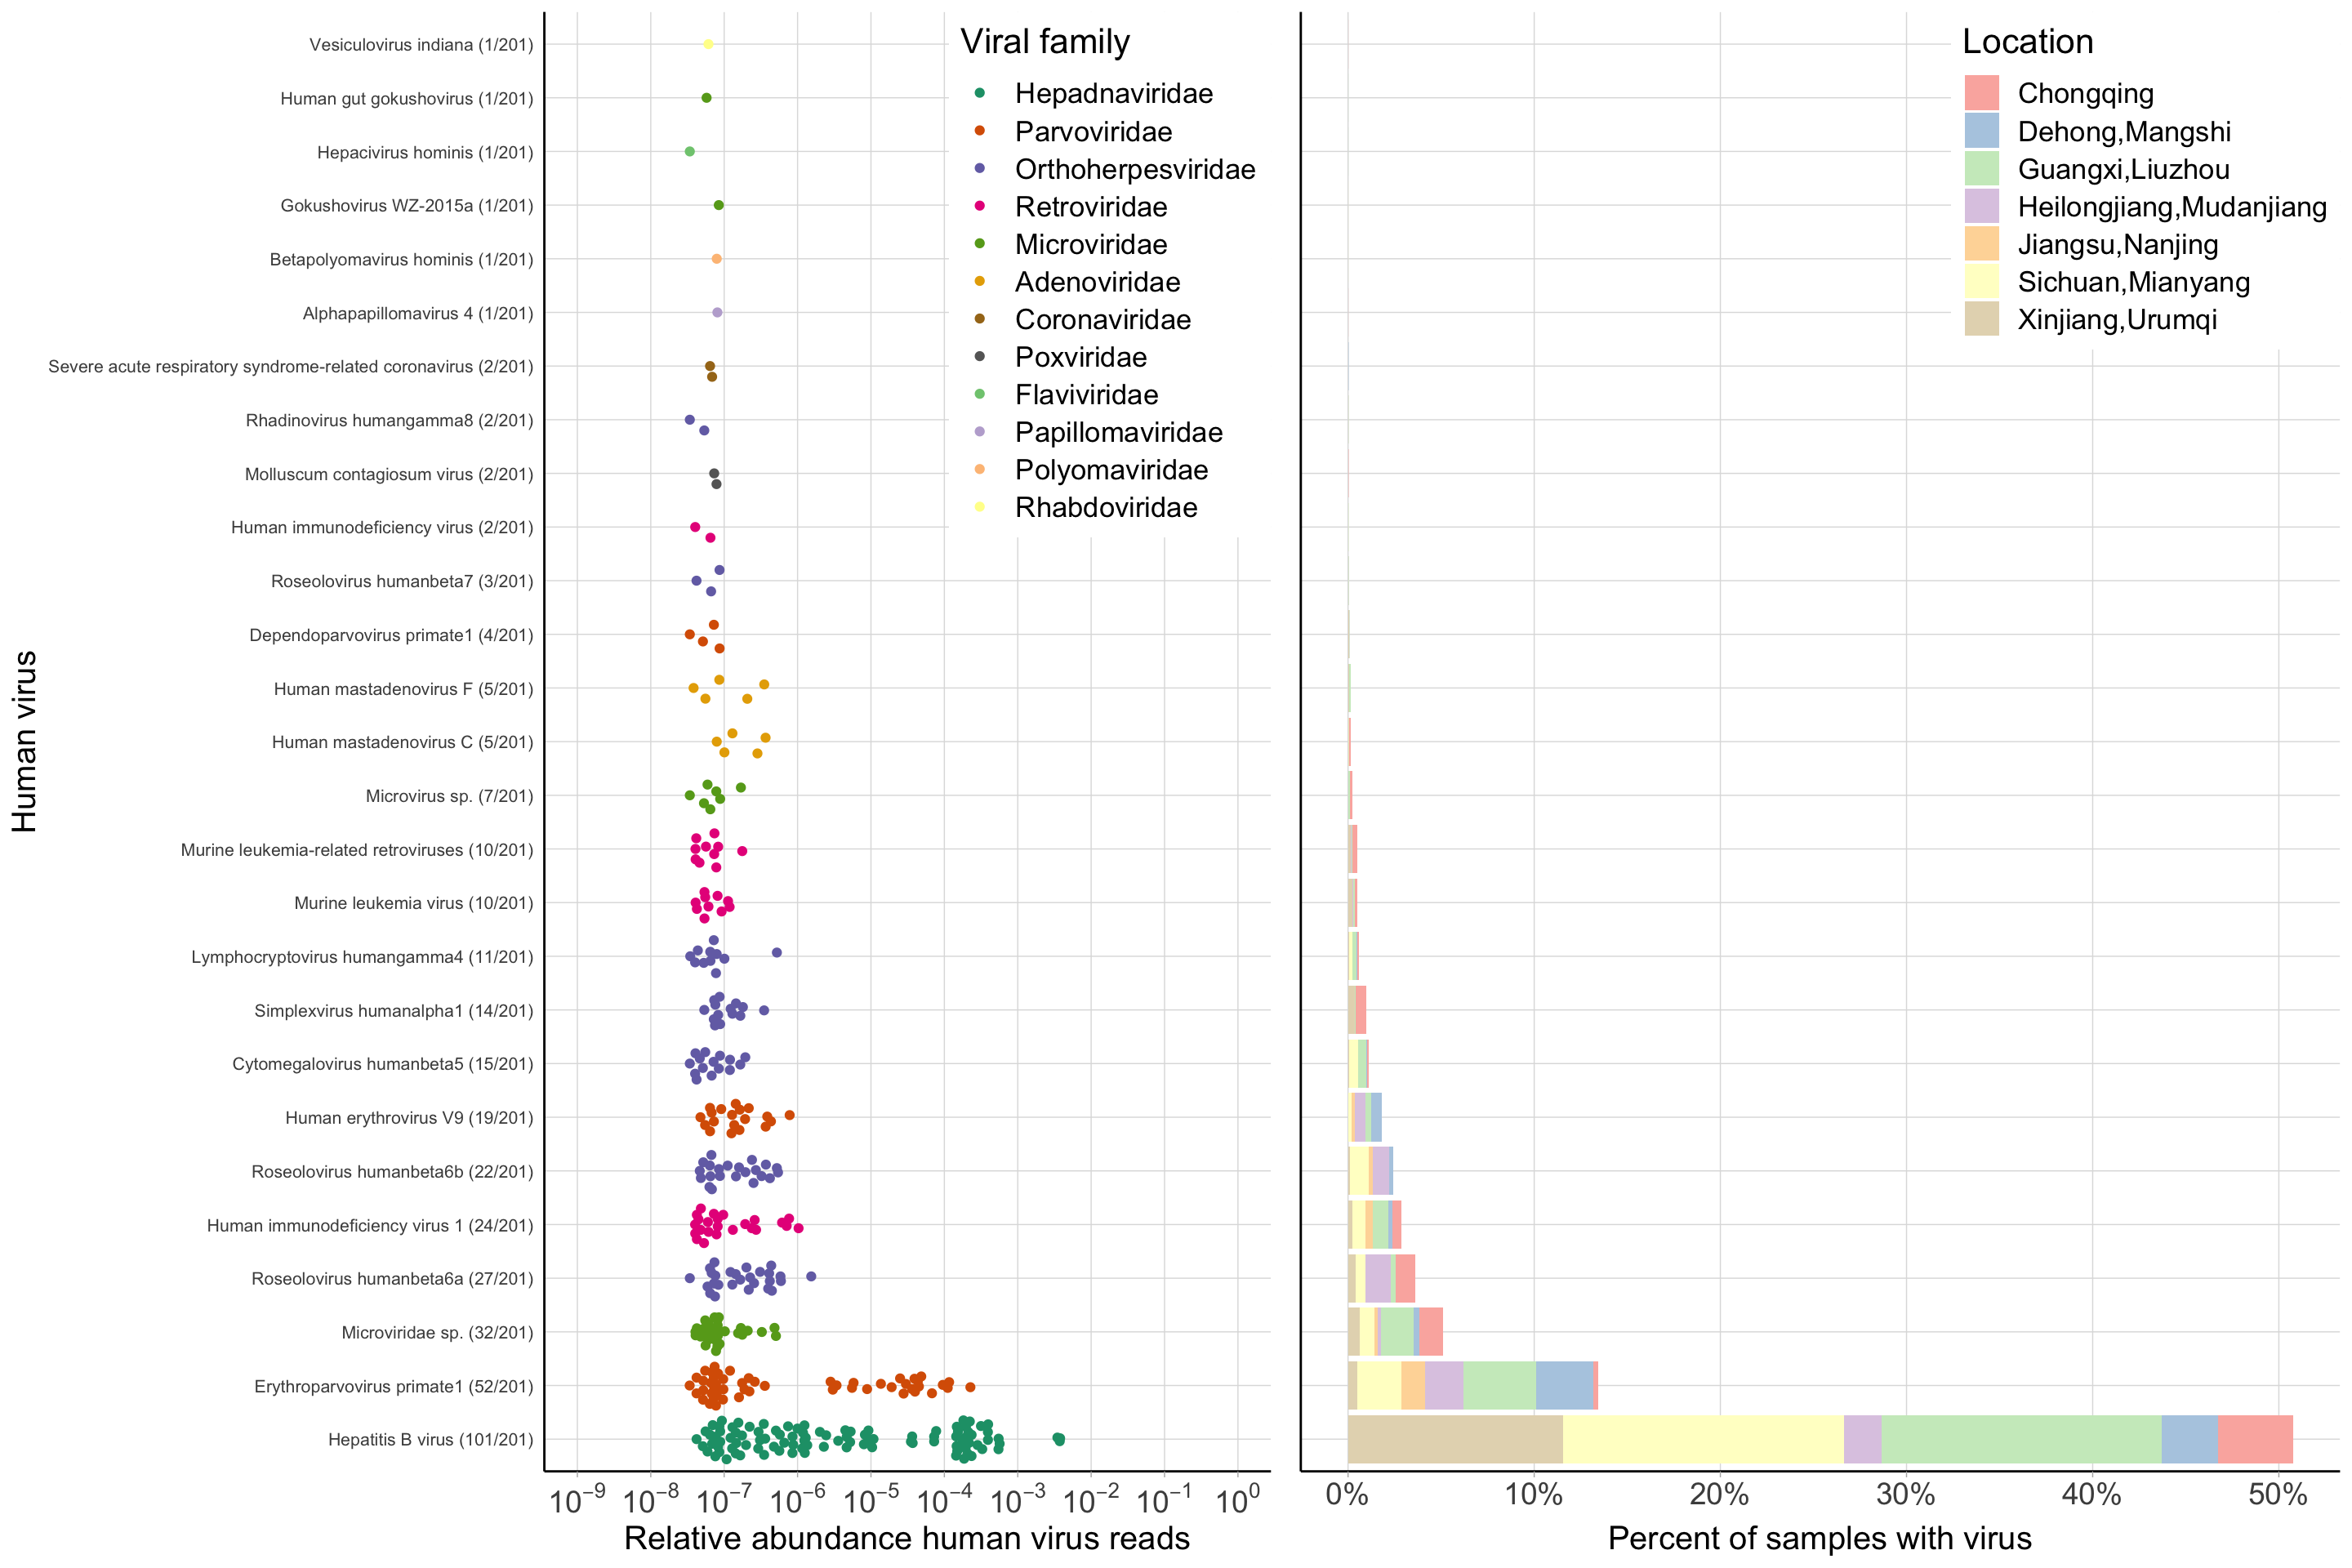 Human virus
Vesiculovirus indiana (1/201)
Human gut gokushovirus (1/201)
Hepacivirus hominis (1/201)
Gokushovirus WZ-2015a (1/201)
Betapolyomavirus hominis (1/201)
Alphapapillomavirus 4 (1/201)
Severe acute respiratory syndrome-related coronavirus (2/201)
Rhadinovirus humangamma8 (2/201)
Molluscum contagiosum virus (2/201)
Human immunodeficiency virus (2/201)
Roseolovirus humanbeta7 (3/201)
Dependoparvovirus primate1 (4/201)
Human mastadenovirus F (5/201)
Human mastadenovirus C (5/201)
Microvirus sp. (7/201)
Murine leukemia-related retroviruses (10/201)
Murine leukemia virus (10/201)
Lymphocryptovirus humangamma4 (11/201)
Simplexvirus humanalpha1 (14/201)
Cytomegalovirus humanbeta5 (15/201)
Human erythrovirus V9 (19/201)
Roseolovirus humanbeta6b (22/201)
Human immunodeficiency virus 1 (24/201)
Roseolovirus humanbeta6a (27/201)
Microviridae sp. (32/201)
Erythroparvovirus primate1 (52/201)
Hepatitis B virus (101/201)
Viral family
Hepadnaviridae
Parvoviridae
Orthoherpesviridae
Retroviridae
Microviridae
Adenoviridae
Coronaviridae
Poxviridae
Flaviviridae
Papillomaviridae
Polyomaviridae
Rhabdoviridae
10⁻⁹ 10⁻⁸ 10⁻⁷ 10⁻⁶ 10⁻⁵ 10⁻⁴ 10⁻³ 10⁻² 10⁻¹ 10⁰
Relative abundance human virus reads
Location
Chongqing
Dehong,Mangshi
Guangxi,Liuzhou
Heilongjiang,Mudanjiang
Jiangsu,Nanjing
Sichuan,Mianyang
Xinjiang,Urumqi
0% 10% 20% 30% 40% 50%
Percent of samples with virus